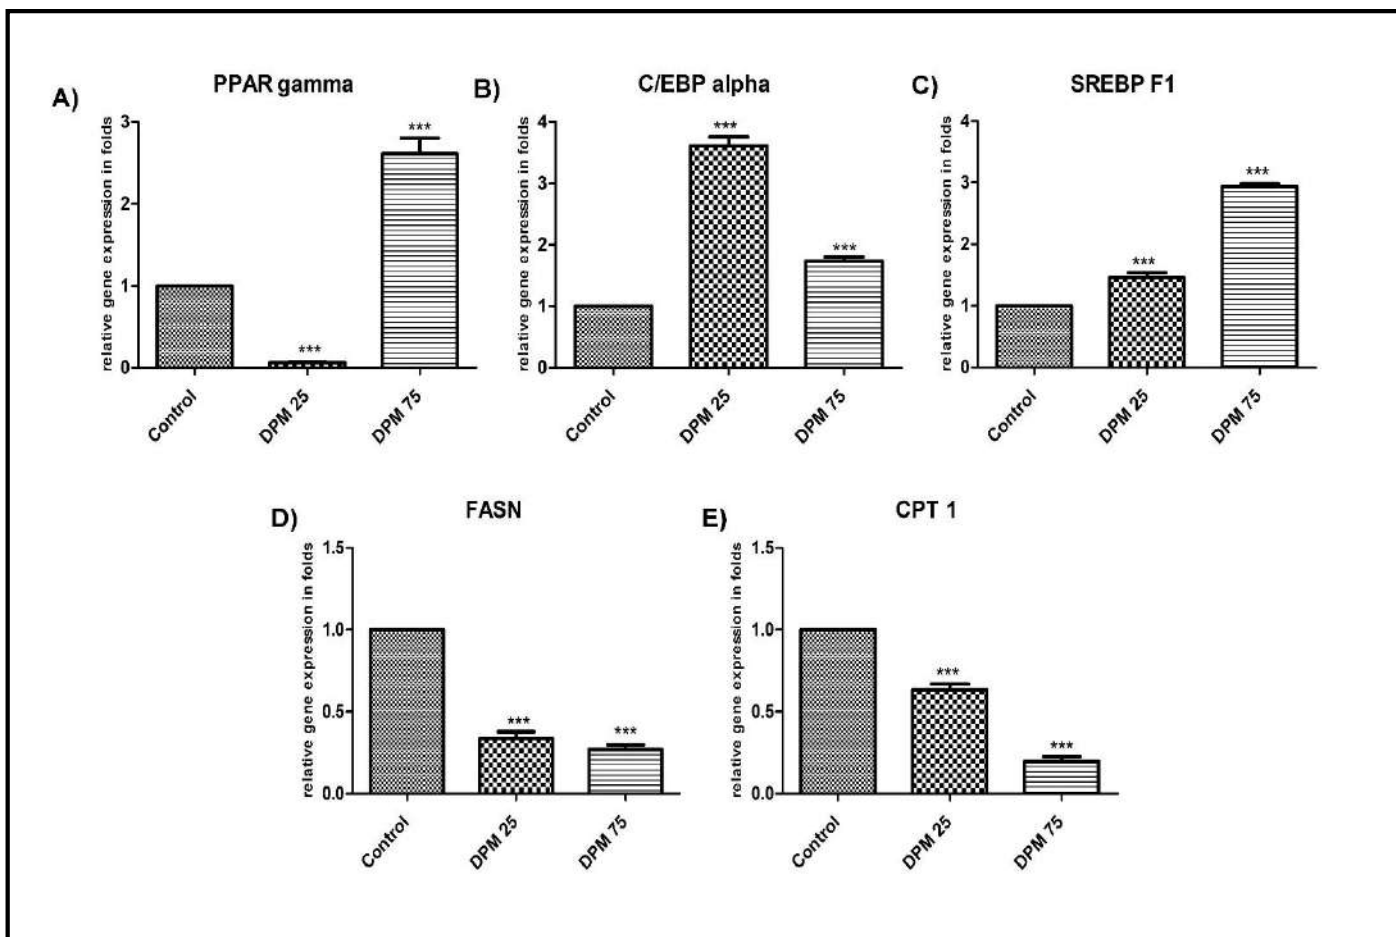 A)
PPAR gamma
relative gene expression in folds
3
2
1
0
***
***
Control
DPM 25
DPM 75
B)
C/EBP alpha
relative gene expression in folds
4
3
2
1
0
***
***
Control
DPM 25
DPM 75
C)
SREBP F1
relative gene expression in folds
4
3
2
1
0
***
***
Control
DPM 25
DPM 75
D)
FASN
relative gene expression in folds
1.5
1.0
0.5
0.0
***
***
Control
DPM 25
DPM 75
E)
CPT 1
relative gene expression in folds
1.5
1.0
0.5
0.0
***
***
Control
DPM 25
DPM 75